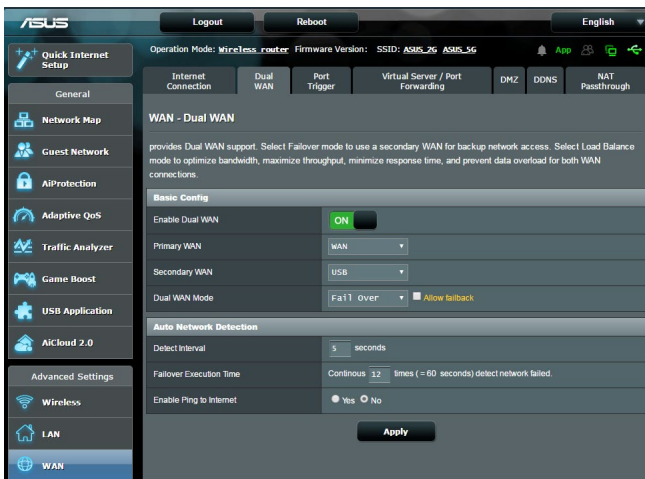 ASUS
Logout
Reboot
English
Quick Internet
Setup
General
Network Map
Guest Network
AiProtection
Adaptive QoS
Traffic Analyzer
Game Boost
USB Application
AiCloud 2.0
Advanced Settings
Wireless
LAN
WAN
Operation Mode: Wireless router Firmware Version: SSID: ASUS_2G ASUS_5G
App
Internet
Connection
Dual
WAN
Port
Trigger
Virtual Server / Port
Forwarding
DMZ
DDNS
NAT
Passthrough
WAN - Dual WAN
provides Dual WAN support. Select Failover mode to use a secondary WAN for backup network access. Select Load Balance
mode to optimize bandwidth, maximize throughput, minimize response time, and prevent data overload for both WAN
connections.
Basic Config
Enable Dual WAN ON
Primary WAN WAN
Secondary WAN USB
Dual WAN Mode Fail Over Allow failback
Auto Network Detection
Detect Interval 5 seconds
Failover Execution Time Continous 12 times ( = 60 seconds) detect network failed.
Enable Ping to Internet Yes No
Apply